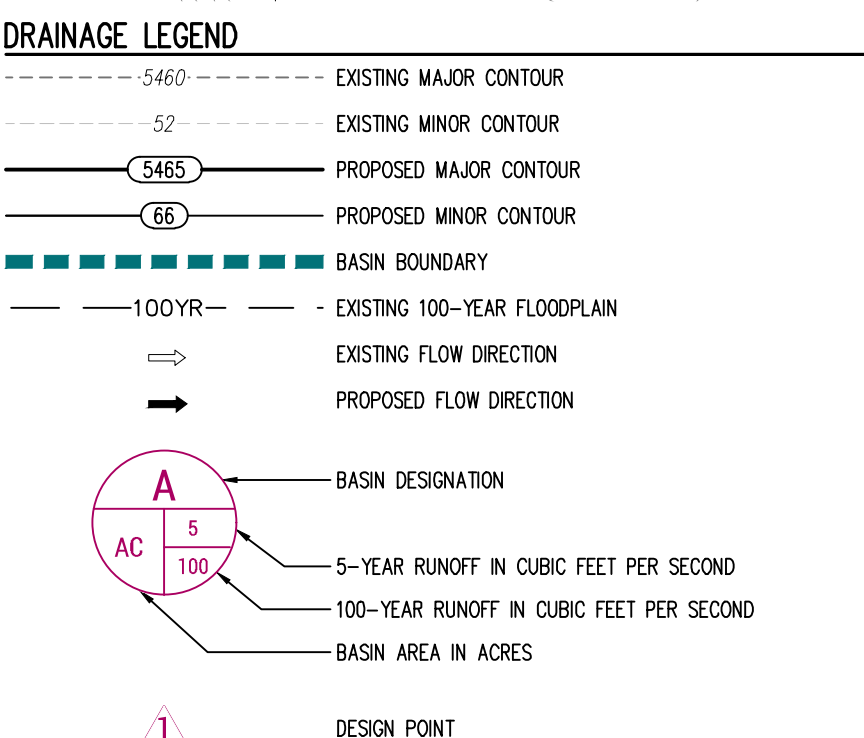 DRAINAGE LEGEND
5460 EXISTING MAJOR CONTOUR
52 EXISTING MINOR CONTOUR
5465 PROPOSED MAJOR CONTOUR
66 PROPOSED MINOR CONTOUR
BASIN BOUNDARY
100YR EXISTING 100-YEAR FLOODPLAIN
EXISTING FLOW DIRECTION
PROPOSED FLOW DIRECTION
A BASIN DESIGNATION
AC
5
100
5-YEAR RUNOFF IN CUBIC FEET PER SECOND
100-YEAR RUNOFF IN CUBIC FEET PER SECOND
BASIN AREA IN ACRES
1 DESIGN POINT